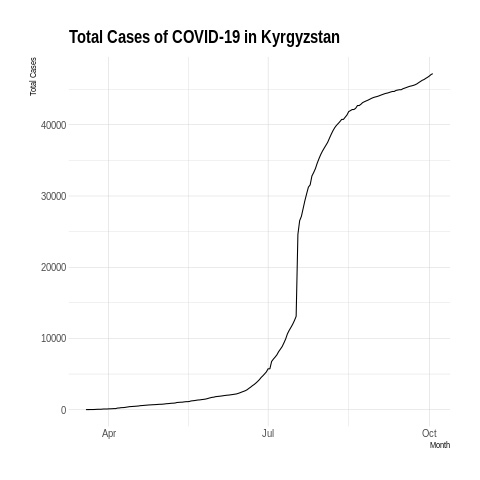 Total Cases of COVID-19 in Kyrgyzstan
Total Cases
40000
30000
20000
10000
0
Apr
Jul
Oct
Month